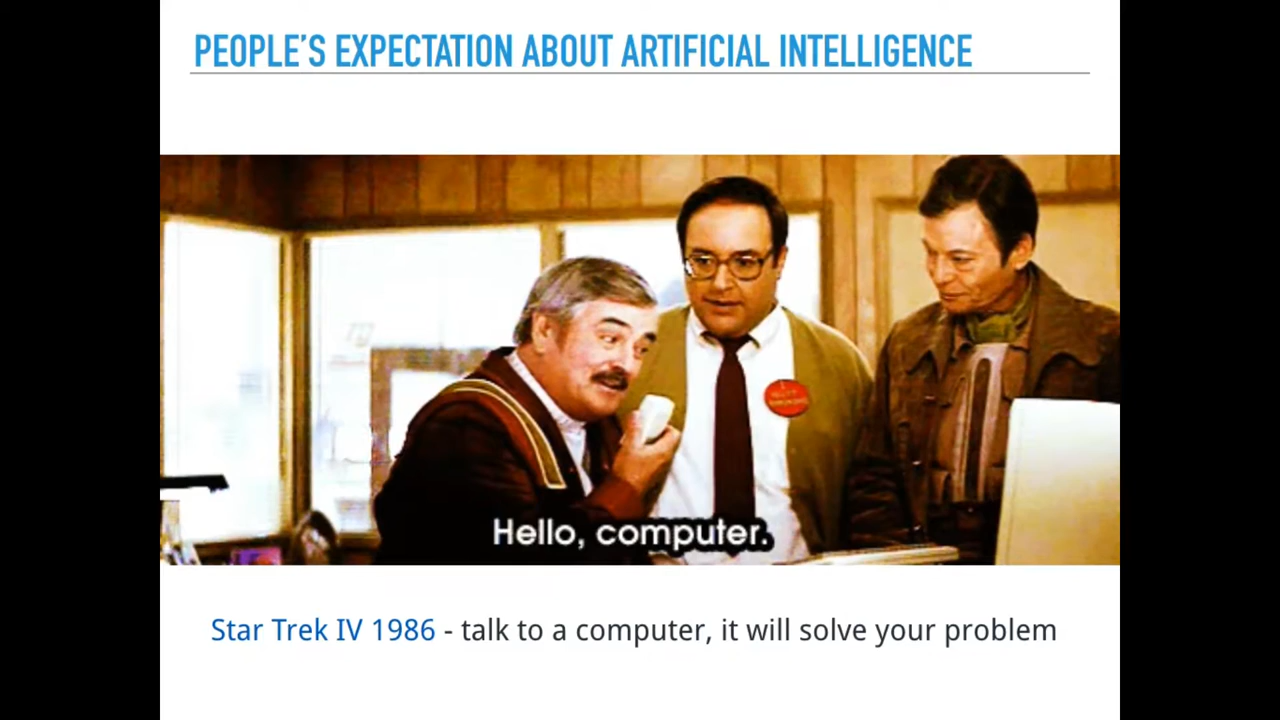 PEOPLE'S EXPECTATION ABOUT ARTIFICIAL INTELLIGENCE
Hello, computer.
Star Trek IV 1986 - talk to a computer, it will solve your problem